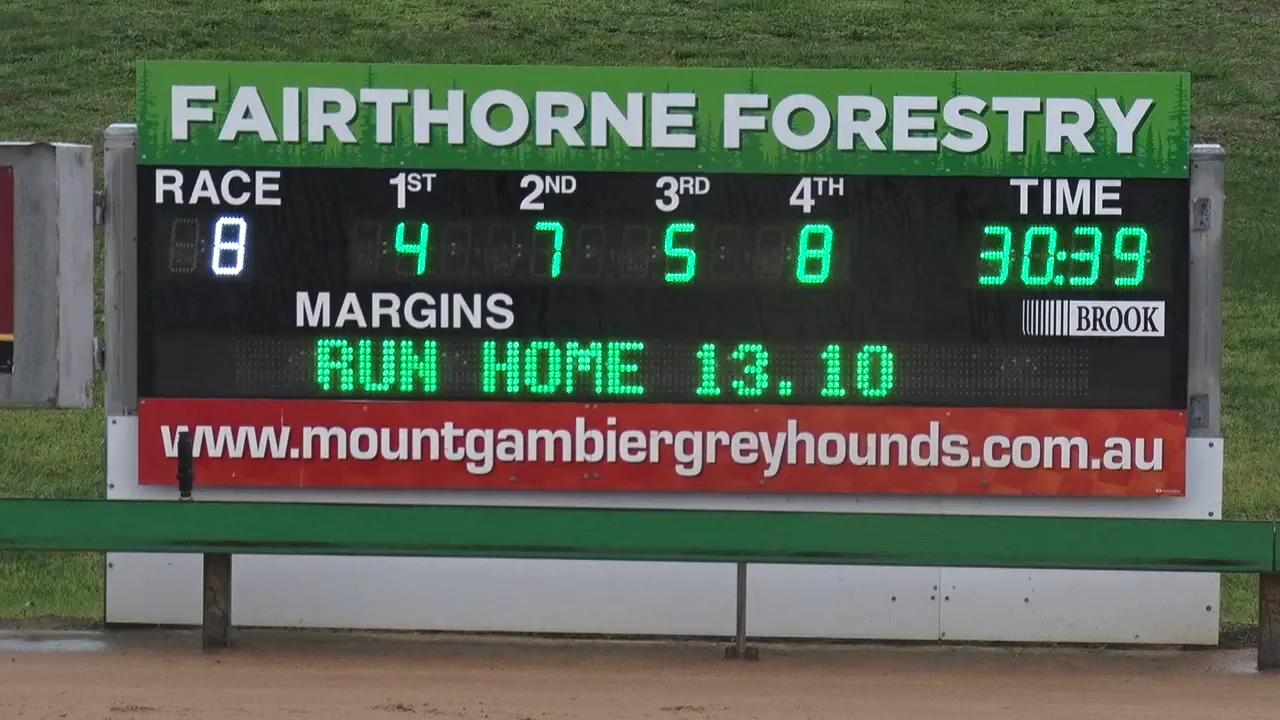 FAIRTHORNE FORESTRY
RACE 1ST 2ND 3RD 4TH TIME
8 4 7 5 8 30:39
MARGINS
BROOK
RUN HOME 13.10
www.mountgambiergreyhounds.com.au